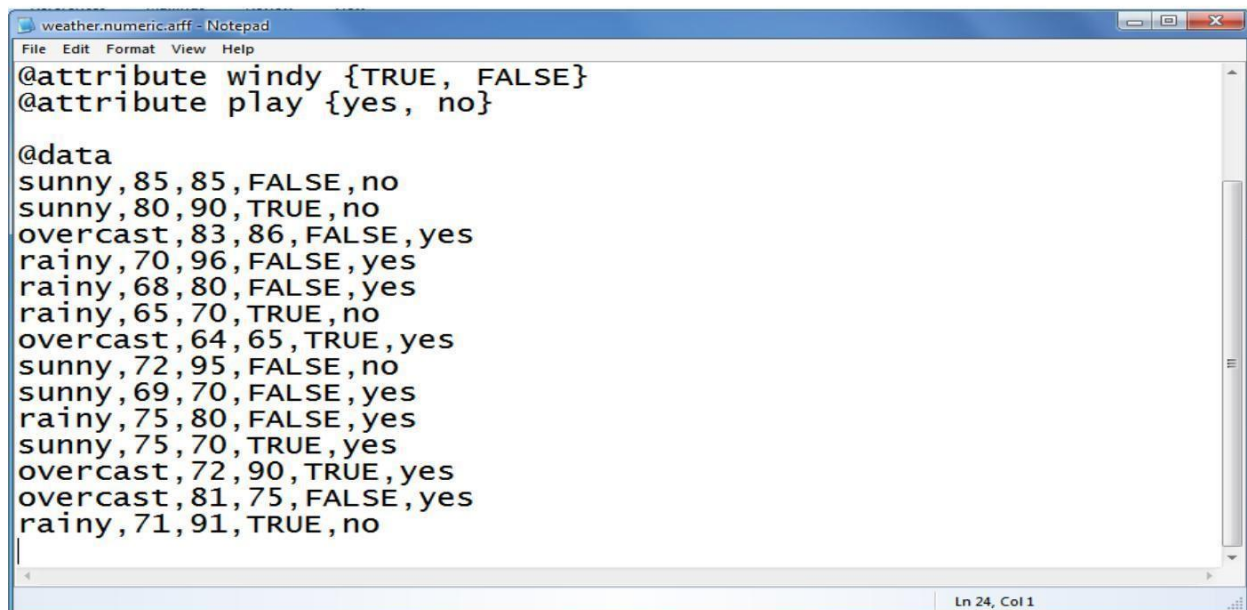 weather.numeric.arff - Notepad
File Edit Format View Help
@attribute windy {TRUE, FALSE}
@attribute play {yes, no}
@data
sunny,85,85,FALSE,no
sunny,80,90,TRUE,no
overcast,83,86,FALSE,yes
rainy,70,96,FALSE,yes
rainy,68,80,FALSE,yes
rainy,65,70,TRUE,no
overcast,64,65,TRUE,yes
sunny,72,95,FALSE,no
sunny,69,70,FALSE,yes
rainy,75,80,FALSE,yes
sunny,75,70,TRUE,yes
overcast,72,90,TRUE,yes
overcast,81,75,FALSE,yes
rainy,71,91,TRUE,no
Ln 24, Col 1